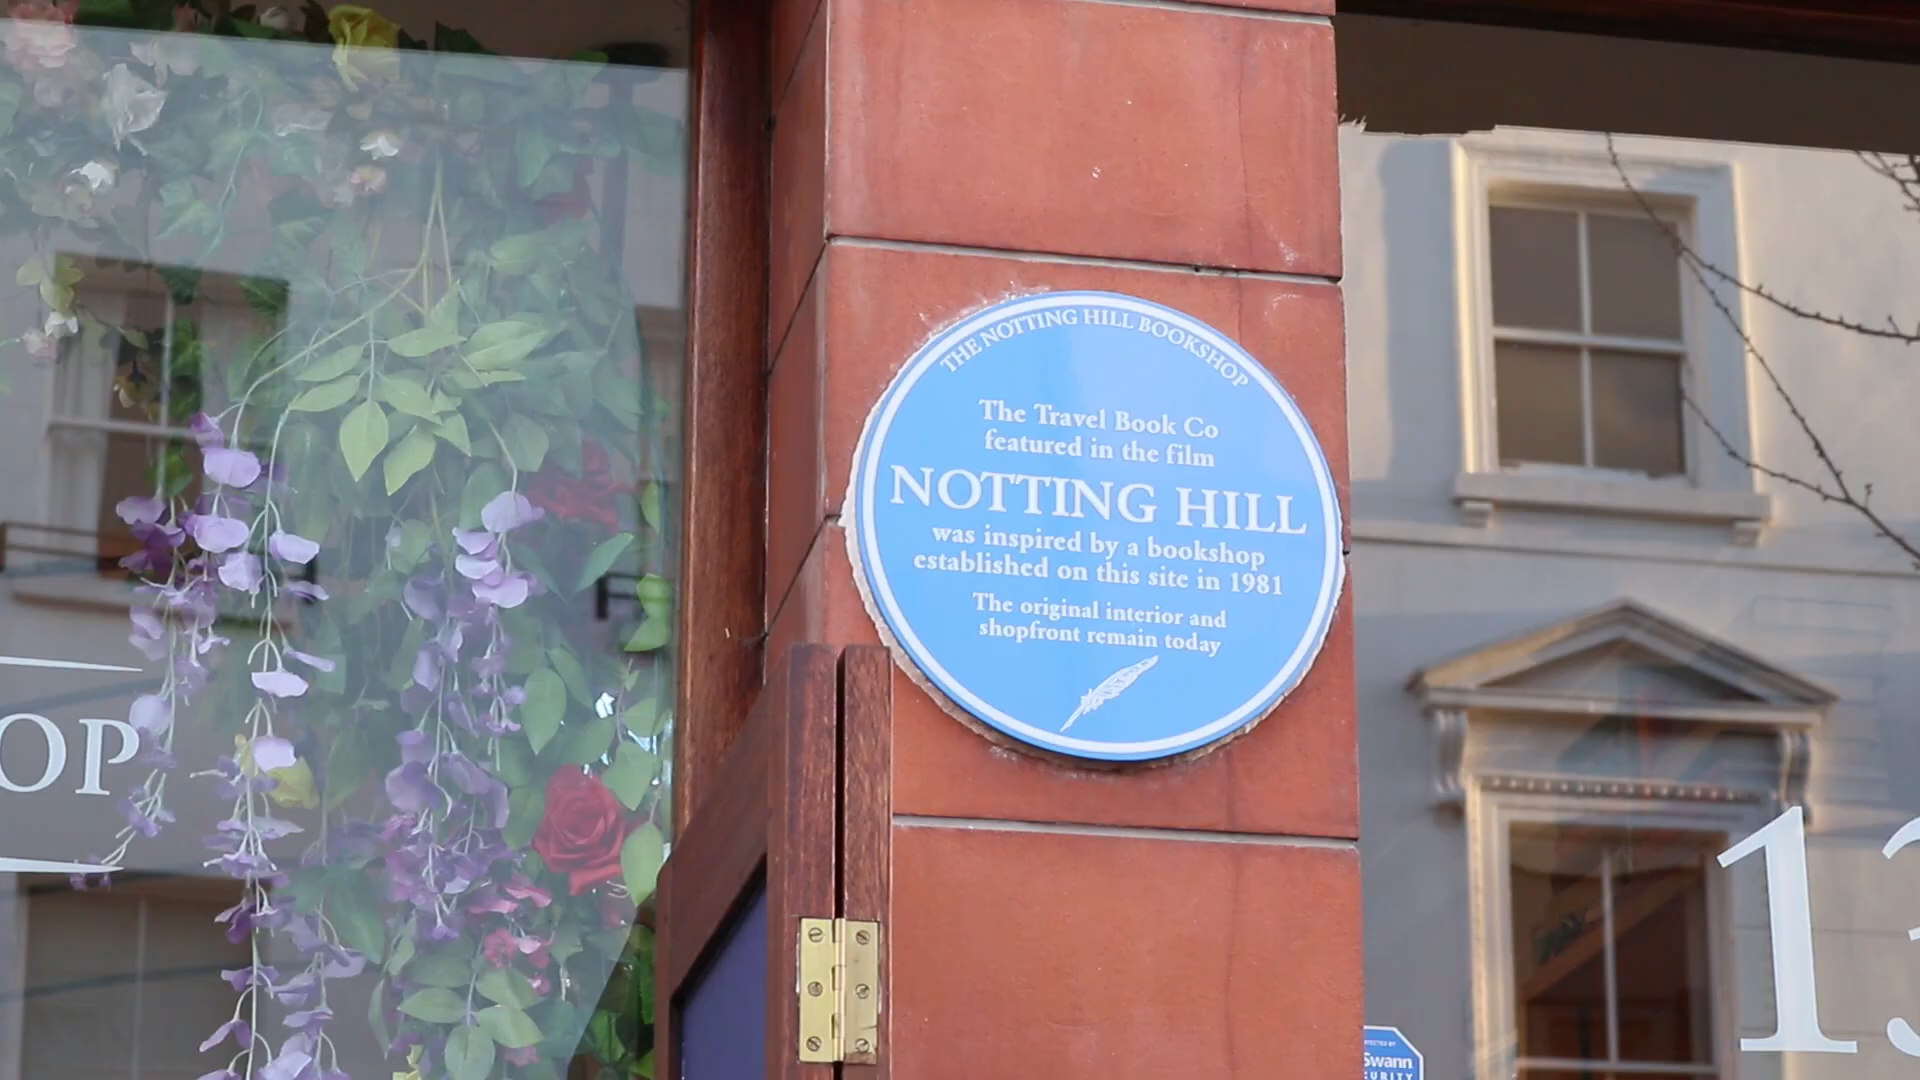 THE NOTTING HILL BOOKSHOP
The Travel Book Co
featured in the film
NOTTING HILL
was inspired by a bookshop
established on this site in 1981
The original interior and
shopfront remain today
OP
13
Swann